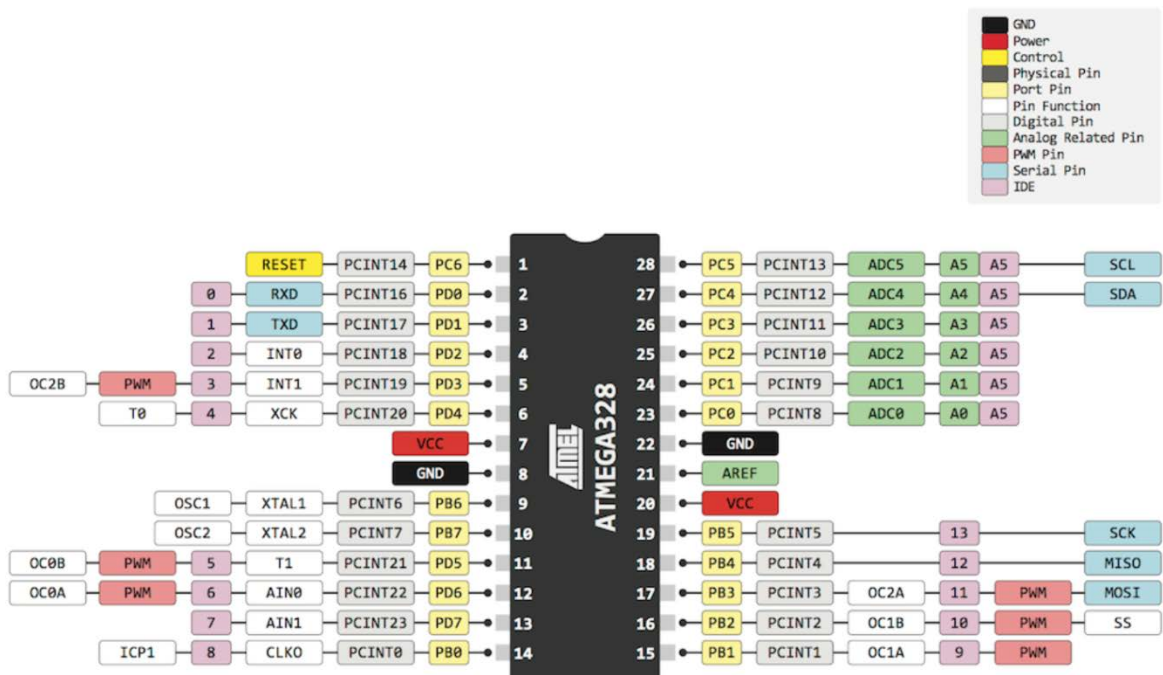 GND
Power
Control
Physical Pin
Port Pin
Pin Function
Digital Pin
Analog Related Pin
PWM Pin
Serial Pin
IDE
RESET PCINT14 PC6 1 28 PC5 PCINT13 ADC5 A5 A5 SCL
0 RXD PCINT16 PD0 2 27 PC4 PCINT12 ADC4 A4 A5 SDA
1 TXD PCINT17 PD1 3 26 PC3 PCINT11 ADC3 A3 A5
2 INT0 PCINT18 PD2 4 25 PC2 PCINT10 ADC2 A2 A5
OC2B PWM 3 INT1 PCINT19 PD3 5 24 PC1 PCINT9 ADC1 A1 A5
T0 4 XCK PCINT20 PD4 6 23 PC0 PCINT8 ADC0 A0 A5
VCC 7 22 GND
GND 8 21 AREF
OSC1 XTAL1 PCINT6 PB6 9 20 VCC
OSC2 XTAL2 PCINT7 PB7 10 19 PB5 PCINT5 13 SCK
OC0B PWM 5 T1 PCINT21 PD5 11 18 PB4 PCINT4 12 MISO
OC0A PWM 6 AIN0 PCINT22 PD6 12 17 PB3 PCINT3 OC2A 11 PWM MOSI
7 AIN1 PCINT23 PD7 13 16 PB2 PCINT2 OC1B 10 PWM SS
ICP1 8 CLKO PCINT0 PB0 14 15 PB1 PCINT1 OC1A 9 PWM
ATMEL
ATMEGA328